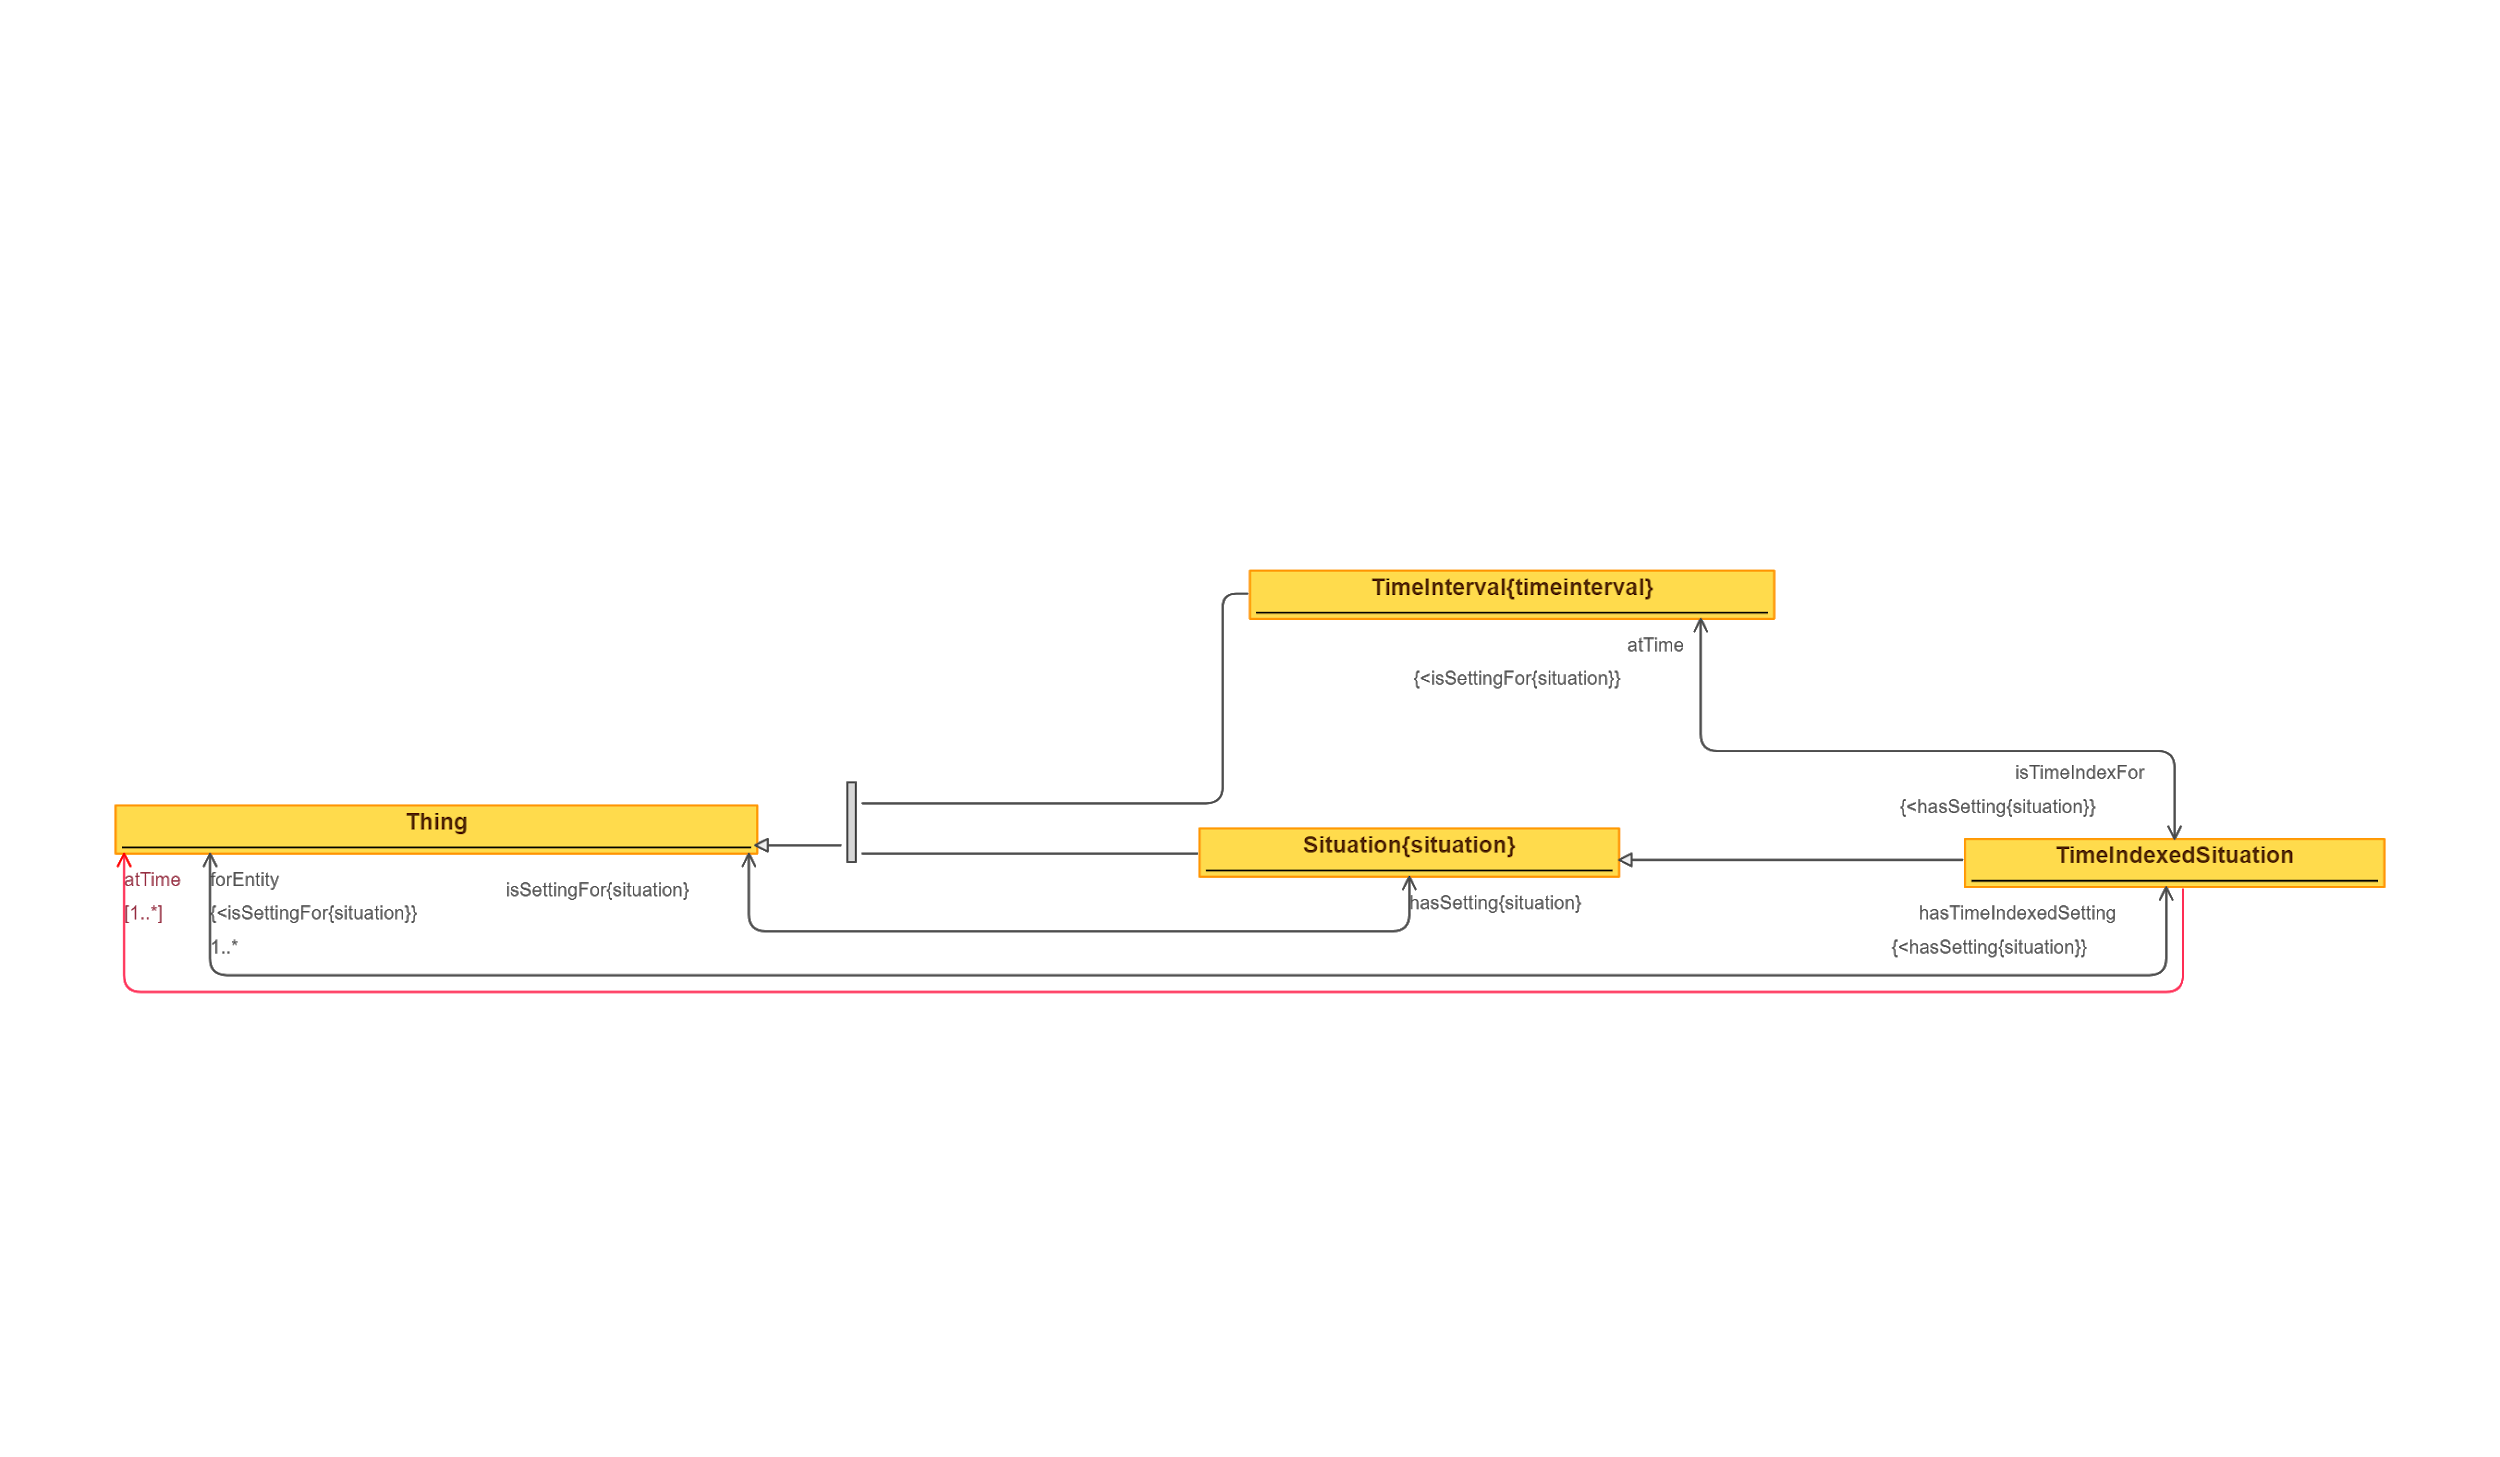 TimeInterval{timeinterval}
atTime
{<isSettingFor{situation}}
isTimeIndexFor
{<hasSetting{situation}}
Thing
Situation{situation}
TimeIndexedSituation
atTime
[1..*]
forEntity
{<isSettingFor{situation}}
1..*
isSettingFor{situation}
hasSetting{situation}
hasTimeIndexedSetting
{<hasSetting{situation}}